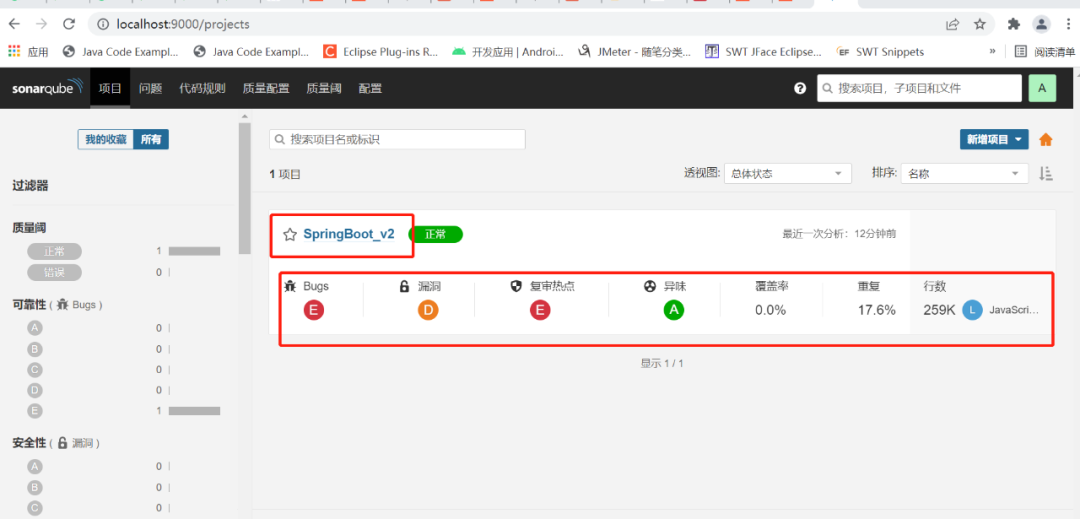 localhost:9000/projects
应用 Java Code Exampl... Java Code Exampl... Eclipse Plug-ins R... 开发应用 | Androi... JMeter - 随笔分类... SWT JFace Eclipse... SWT Snippets » 阅读清单
sonarqube 项目 问题 代码规则 质量配置 质量阈 配置 搜索项目，子项目和文件 A
我的收藏 所有 搜索项目名或标识 新增项目
1 项目 透视图: 总体状态 排序: 名称
过滤器
质量阈
正常 1
错误 0
可靠性 ( Bugs )
A 0
B 0
C 0
D 0
E 1
安全性 ( 漏洞 )
A 0
B 0
C 0
SpringBoot_v2 正常 最近一次分析：12分钟前
Bugs 漏洞 复审热点 异味 覆盖率 重复 行数
E D E A 0.0% 17.6% 259K L JavaScri...
显示 1 / 1